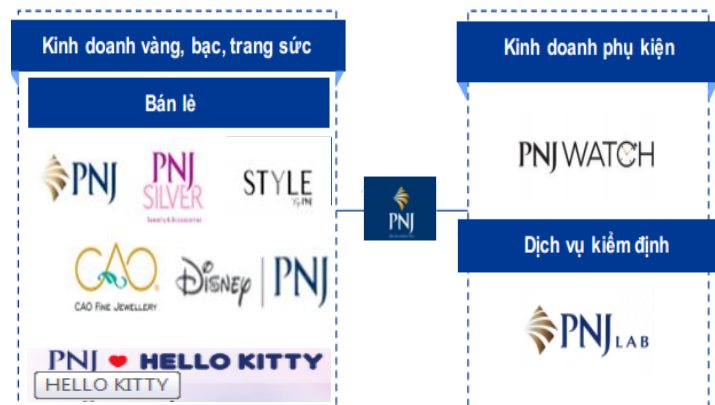 Kinh doanh vàng, bạc, trang sức
Bán lẻ
PNJ
PNJ
SILVER
Jewelry & Accessories
STYLE
By PNJ
CAO
CAO FINE JEWELLERY
Disney | PNJ
PNJ HELLO KITTY
HELLO KITTY
PNJ
Kinh doanh phụ kiện
PNJ WATCH
Dịch vụ kiểm định
PNJ LAB